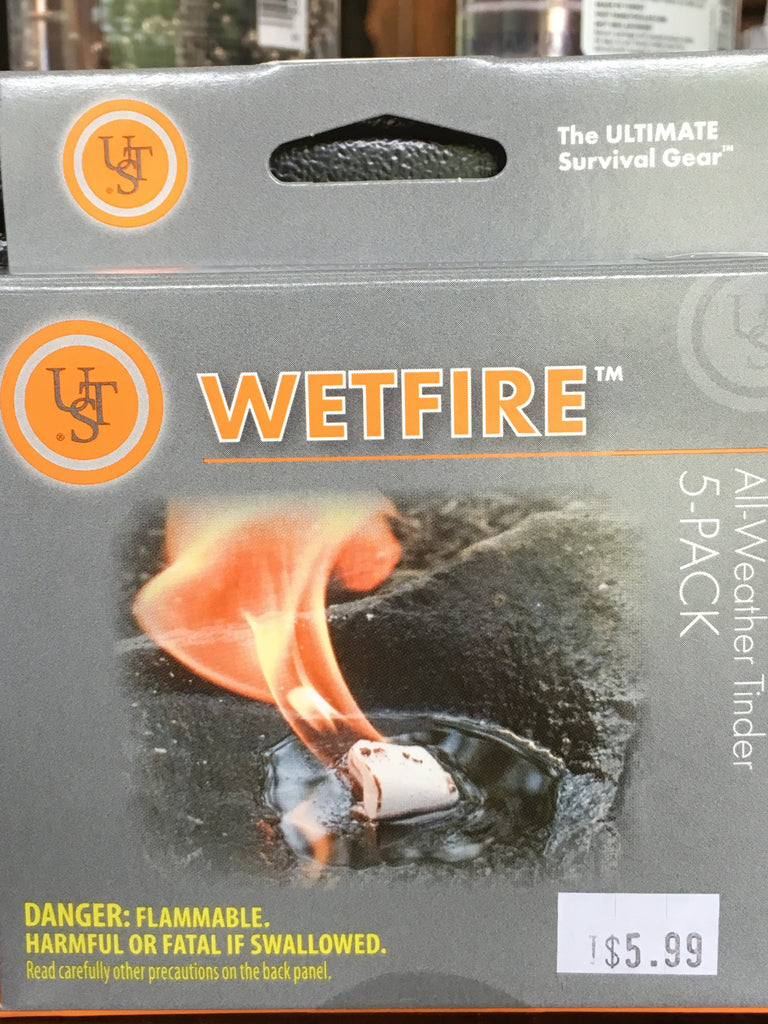 UST
The ULTIMATE
Survival Gear™
UST
®
WETFIRE™
All-Weather Tinder
5-PACK
DANGER: FLAMMABLE.
HARMFUL OR FATAL IF SWALLOWED.
Read carefully other precautions on the back panel.
T$5.99